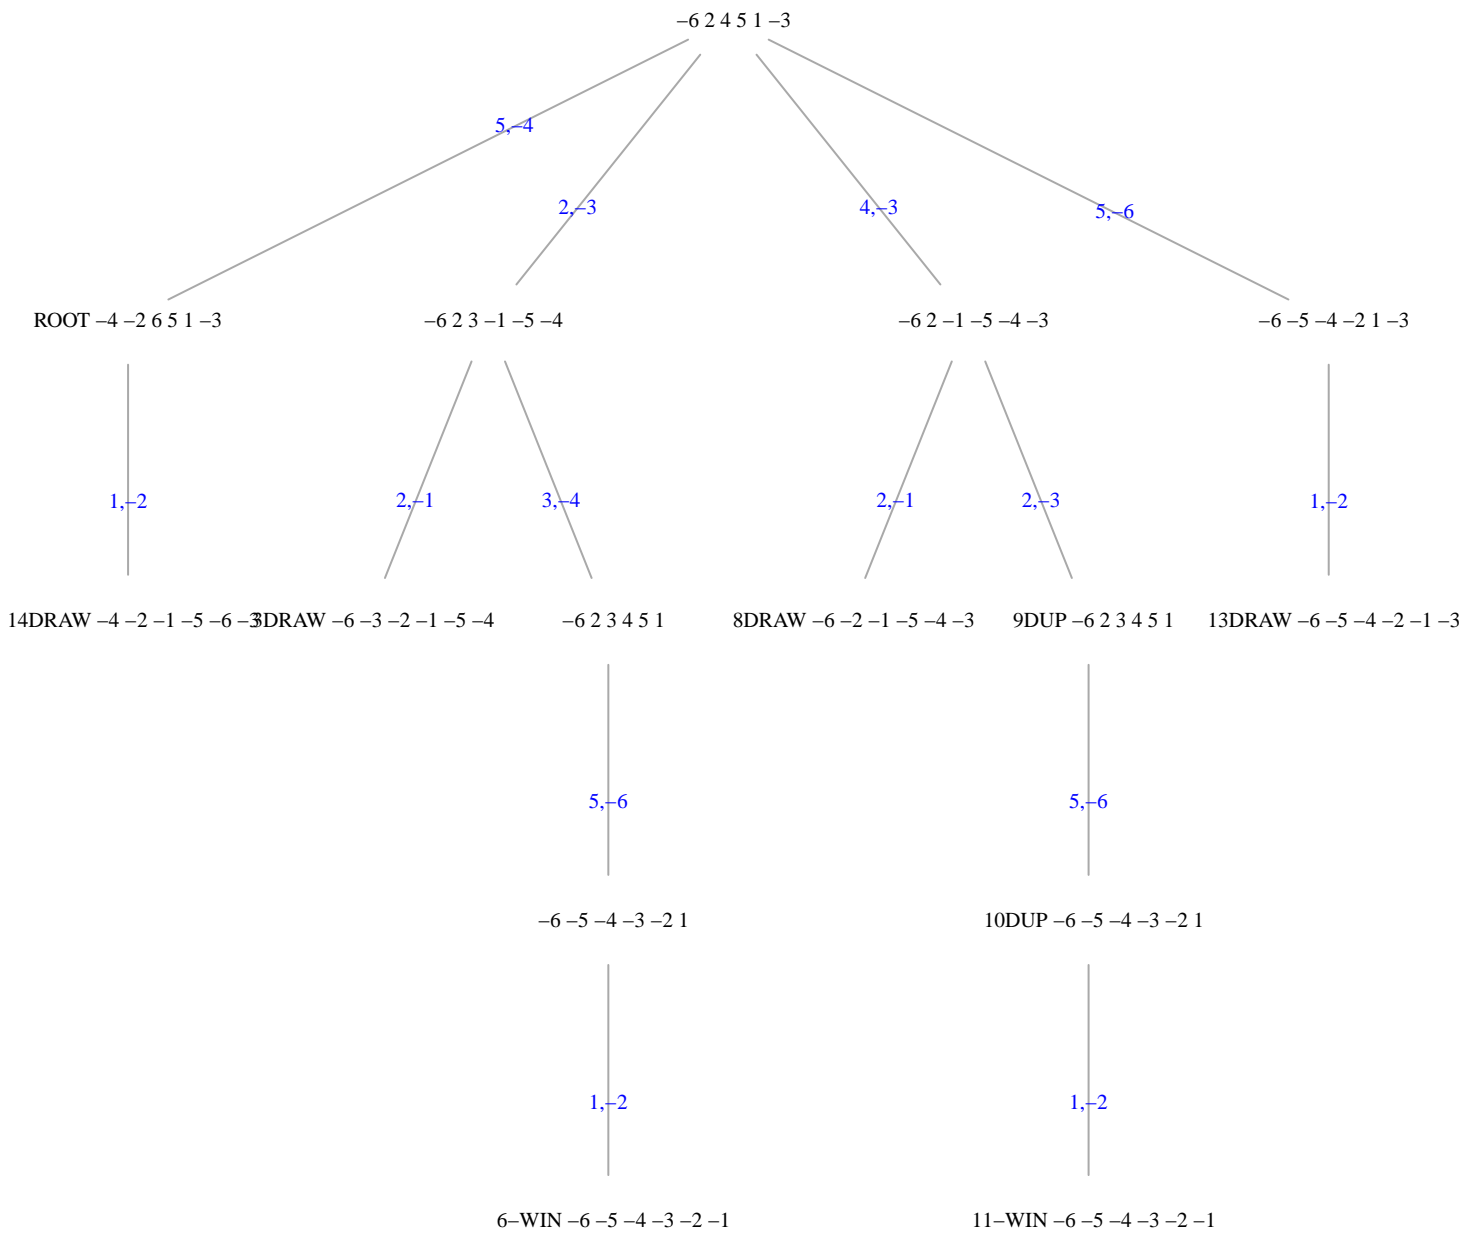 –6 2 4 5 1 –3
5,–4
2,–3
4,–3
5,–6
ROOT –4 –2 6 5 1 –3
–6 2 3 –1 –5 –4
–6 2 –1 –5 –4 –3
–6 –5 –4 –2 1 –3
1,–2
2,–1
3,–4
2,–1
2,–3
1,–2
14DRAW –4 –2 –1 –5 –6 –3
3DRAW –6 –3 –2 –1 –5 –4
–6 2 3 4 5 1
8DRAW –6 –2 –1 –5 –4 –3
9DUP –6 2 3 4 5 1
13DRAW –6 –5 –4 –2 –1 –3
5,–6
5,–6
–6 –5 –4 –3 –2 1
10DUP –6 –5 –4 –3 –2 1
1,–2
1,–2
6–WIN –6 –5 –4 –3 –2 –1
11–WIN –6 –5 –4 –3 –2 –1